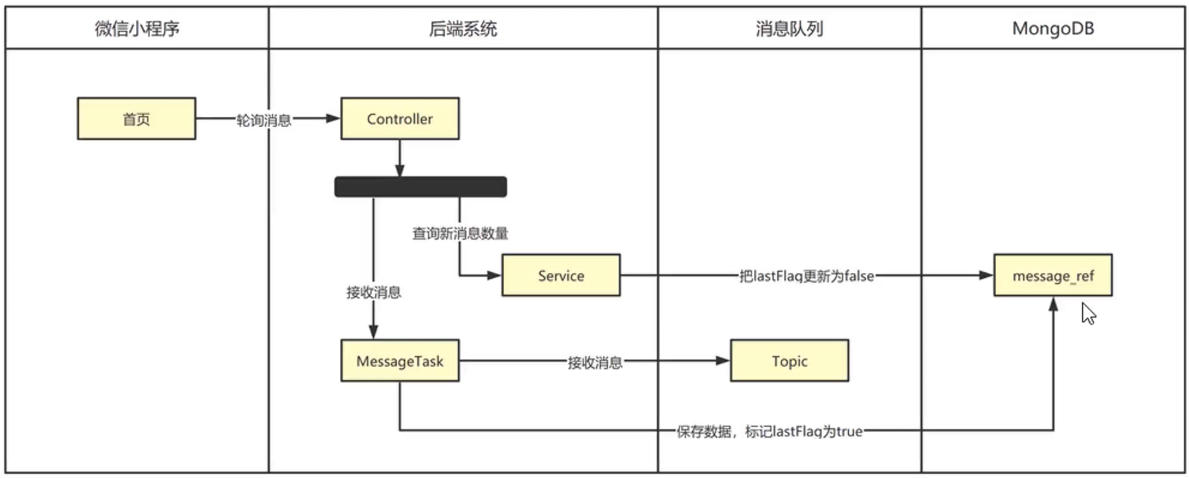 微信小程序
后端系统
消息队列
MongoDB
首页
轮询消息
Controller
查询新消息数量
Service
把lastFlag更新为false
message_ref
接收消息
MessageTask
接收消息
Topic
保存数据，标记lastFlag为true